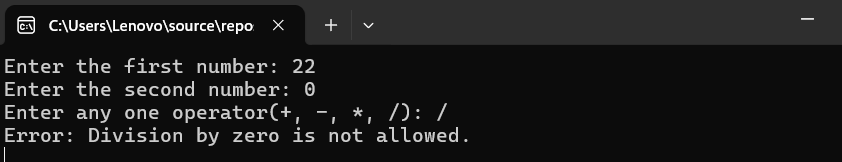 C:\Users\Lenovo\source\repo
Enter the first number: 22
Enter the second number: 0
Enter any one operator(+, -, *, /): /
Error: Division by zero is not allowed.